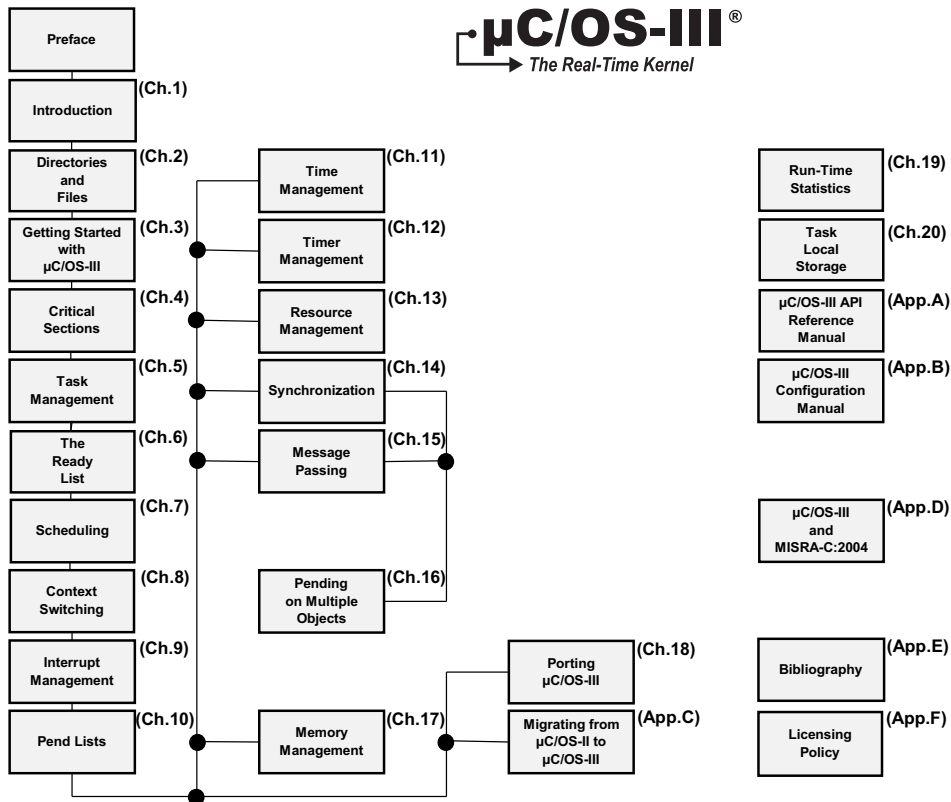 µC/OS-III®
The Real-Time Kernel
Preface
(Ch.1)
Introduction
(Ch.2)
Directories
and
Files
(Ch.3)
Getting Started
with
µC/OS-III
(Ch.4)
Critical
Sections
(Ch.5)
Task
Management
(Ch.6)
The
Ready
List
(Ch.7)
Scheduling
(Ch.8)
Context
Switching
(Ch.9)
Interrupt
Management
(Ch.10)
Pend Lists
(Ch.11)
Time
Management
(Ch.12)
Timer
Management
(Ch.13)
Resource
Management
(Ch.14)
Synchronization
(Ch.15)
Message
Passing
(Ch.16)
Pending
on Multiple
Objects
(Ch.17)
Memory
Management
(Ch.18)
Porting
µC/OS-III
(App.C)
Migrating from
µC/OS-II to
µC/OS-III
(Ch.19)
Run-Time
Statistics
(Ch.20)
Task
Local
Storage
(App.A)
µC/OS-III API
Reference
Manual
(App.B)
µC/OS-III
Configuration
Manual
(App.D)
µC/OS-III
and
MISRA-C:2004
(App.E)
Bibliography
(App.F)
Licensing
Policy